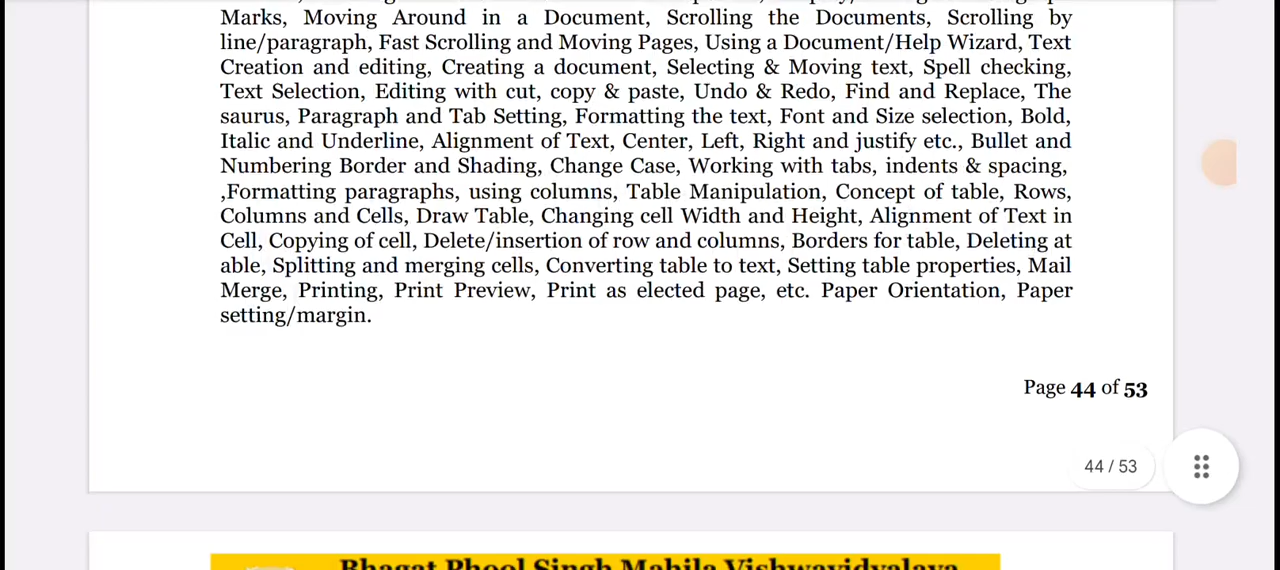 Marks, Moving Around in a Document, Scrolling the Documents, Scrolling by
line/paragraph, Fast Scrolling and Moving Pages, Using a Document/Help Wizard, Text
Creation and editing, Creating a document, Selecting & Moving text, Spell checking,
Text Selection, Editing with cut, copy & paste, Undo & Redo, Find and Replace, The
saurus, Paragraph and Tab Setting, Formatting the text, Font and Size selection, Bold,
Italic and Underline, Alignment of Text, Center, Left, Right and justify etc., Bullet and
Numbering Border and Shading, Change Case, Working with tabs, indents & spacing,
,Formatting paragraphs, using columns, Table Manipulation, Concept of table, Rows,
Columns and Cells, Draw Table, Changing cell Width and Height, Alignment of Text in
Cell, Copying of cell, Delete/insertion of row and columns, Borders for table, Deleting at
able, Splitting and merging cells, Converting table to text, Setting table properties, Mail
Merge, Printing, Print Preview, Print as elected page, etc. Paper Orientation, Paper
setting/margin.
Page 44 of 53
44 / 53
Bhagat Phool Singh Mahila Vishwavidyalaya